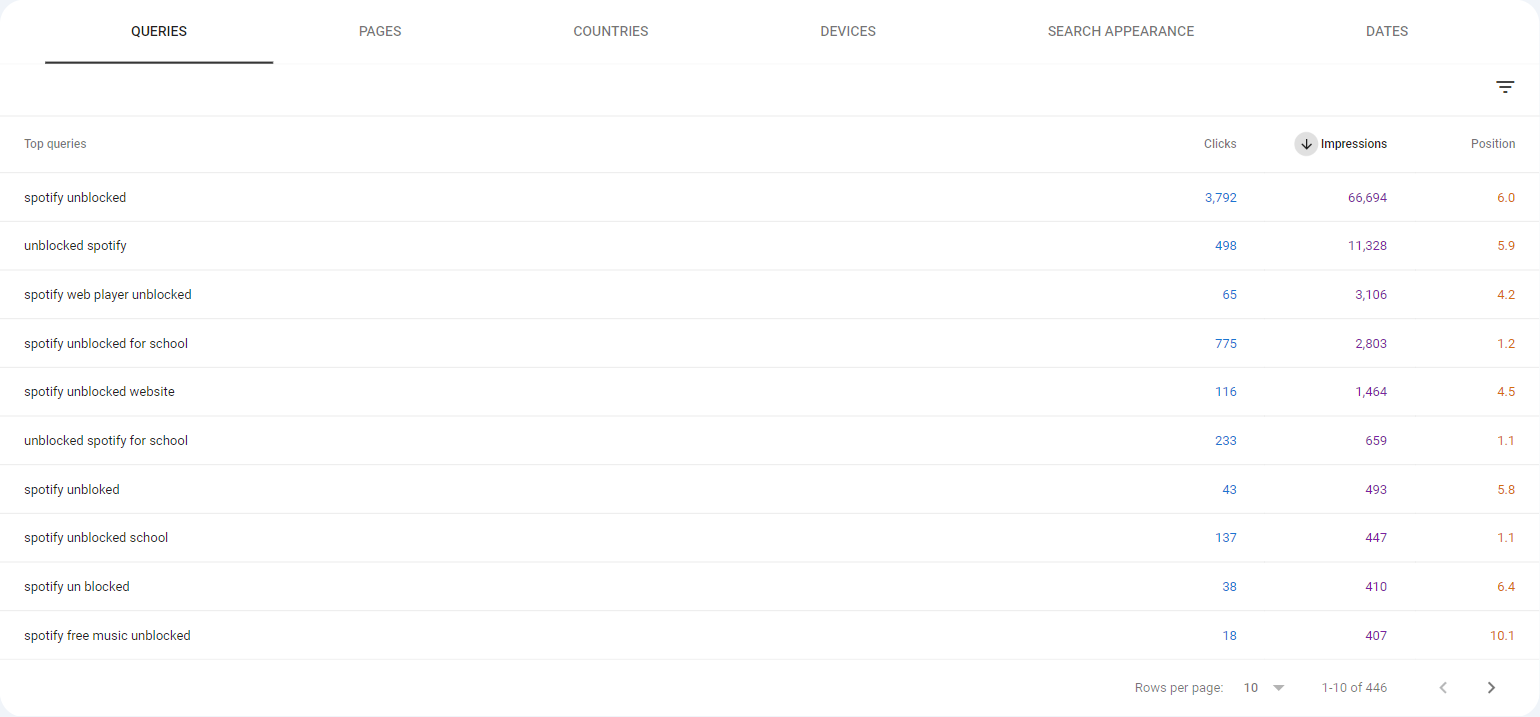 QUERIES PAGES COUNTRIES DEVICES SEARCH APPEARANCE DATES
Top queries Clicks Impressions Position
spotify unblocked 3,792 66,694 6.0
unblocked spotify 498 11,328 5.9
spotify web player unblocked 65 3,106 4.2
spotify unblocked for school 775 2,803 1.2
spotify unblocked website 116 1,464 4.5
unblocked spotify for school 233 659 1.1
spotify unbloked 43 493 5.8
spotify unblocked school 137 447 1.1
spotify un blocked 38 410 6.4
spotify free music unblocked 18 407 10.1
Rows per page: 10 1-10 of 446